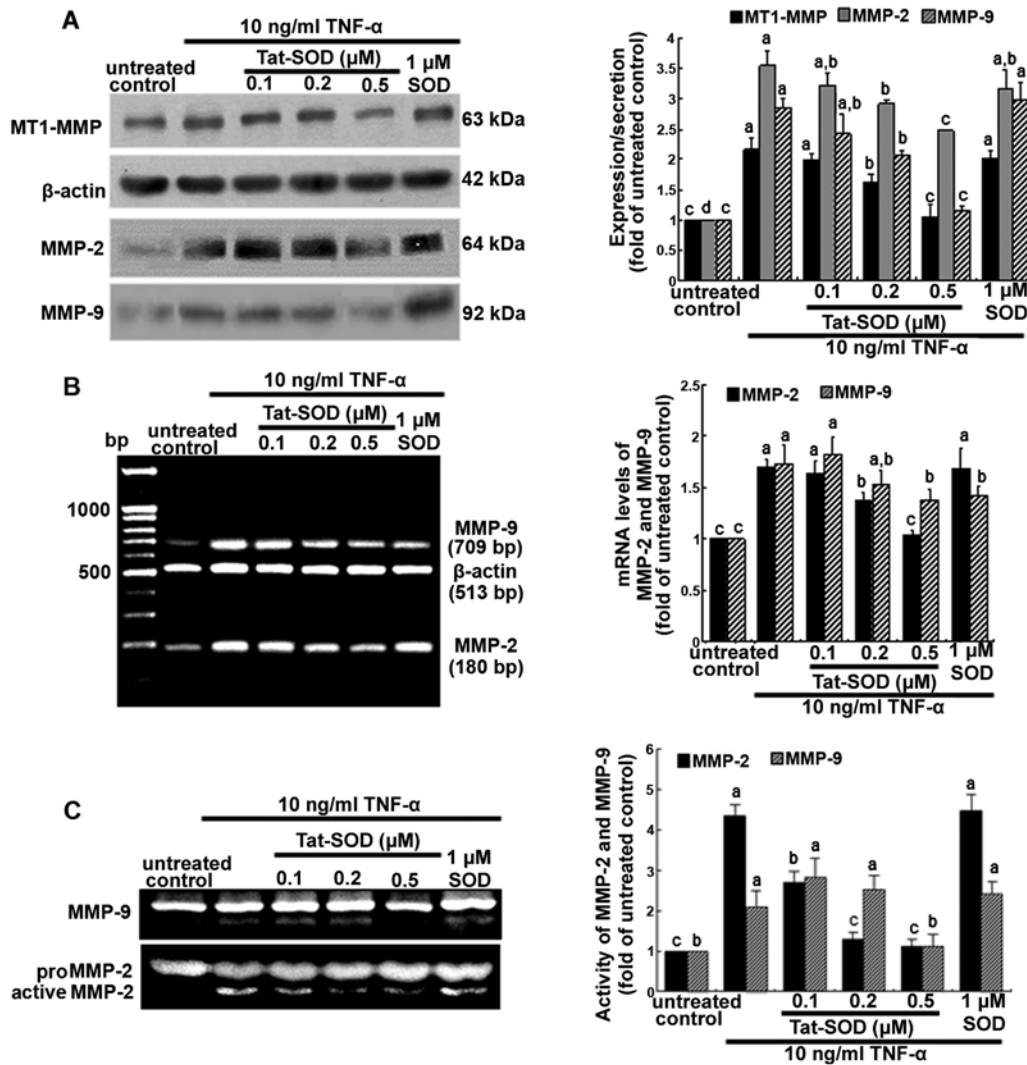 A
10 ng/ml TNF-α
untreated control
Tat-SOD (μM)
1 μM SOD
0.1 0.2 0.5
MT1-MMP
63 kDa
β-actin
42 kDa
MMP-2
64 kDa
MMP-9
92 kDa
MT1-MMP MMP-2 MMP-9
Expression/secretion
(fold of untreated control)
4
3.5
3
2.5
2
1.5
1
0.5
0
c d c
a a a
a a,b a,b
b b b
c c c
a a,b a
untreated control
0.1 0.2 0.5
1 μM SOD
Tat-SOD (μM)
10 ng/ml TNF-α
B
10 ng/ml TNF-α
bp
untreated control
Tat-SOD (μM)
1 μM SOD
0.1 0.2 0.5
1000
500
MMP-9
(709 bp)
β-actin
(513 bp)
MMP-2
(180 bp)
MMP-2 MMP-9
mRNA levels of
MMP-2 and MMP-9
(fold of untreated control)
2.5
2
1.5
1
0.5
0
c c
a a
a a
b a,b
c b
a b
untreated control
0.1 0.2 0.5
1 μM SOD
Tat-SOD (μM)
10 ng/ml TNF-α
C
10 ng/ml TNF-α
untreated control
Tat-SOD (μM)
1 μM SOD
0.1 0.2 0.5
MMP-9
proMMP-2
active MMP-2
MMP-2 MMP-9
Activity of MMP-2 and MMP-9
(fold of untreated control)
6
5
4
3
2
1
0
c b
a a
b a
c a
c b
a a
untreated control
0.1 0.2 0.5
1 μM SOD
Tat-SOD (μM)
10 ng/ml TNF-α